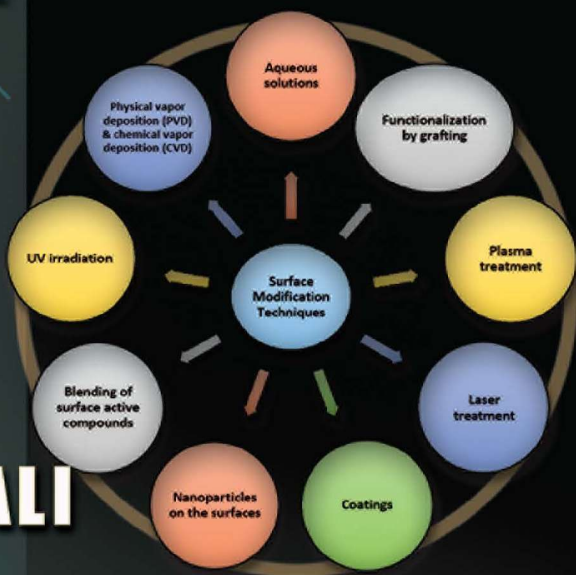 Aqueous
solutions
Functionalization
by grafting
Plasma
treatment
Laser
treatment
Coatings
Nanoparticles
on the surfaces
Blending of
surface active
compounds
UV irradiation
Physical vapor
deposition (PVD)
& chemical vapor
deposition (CVD)
Surface
Modification
Techniques
ALI